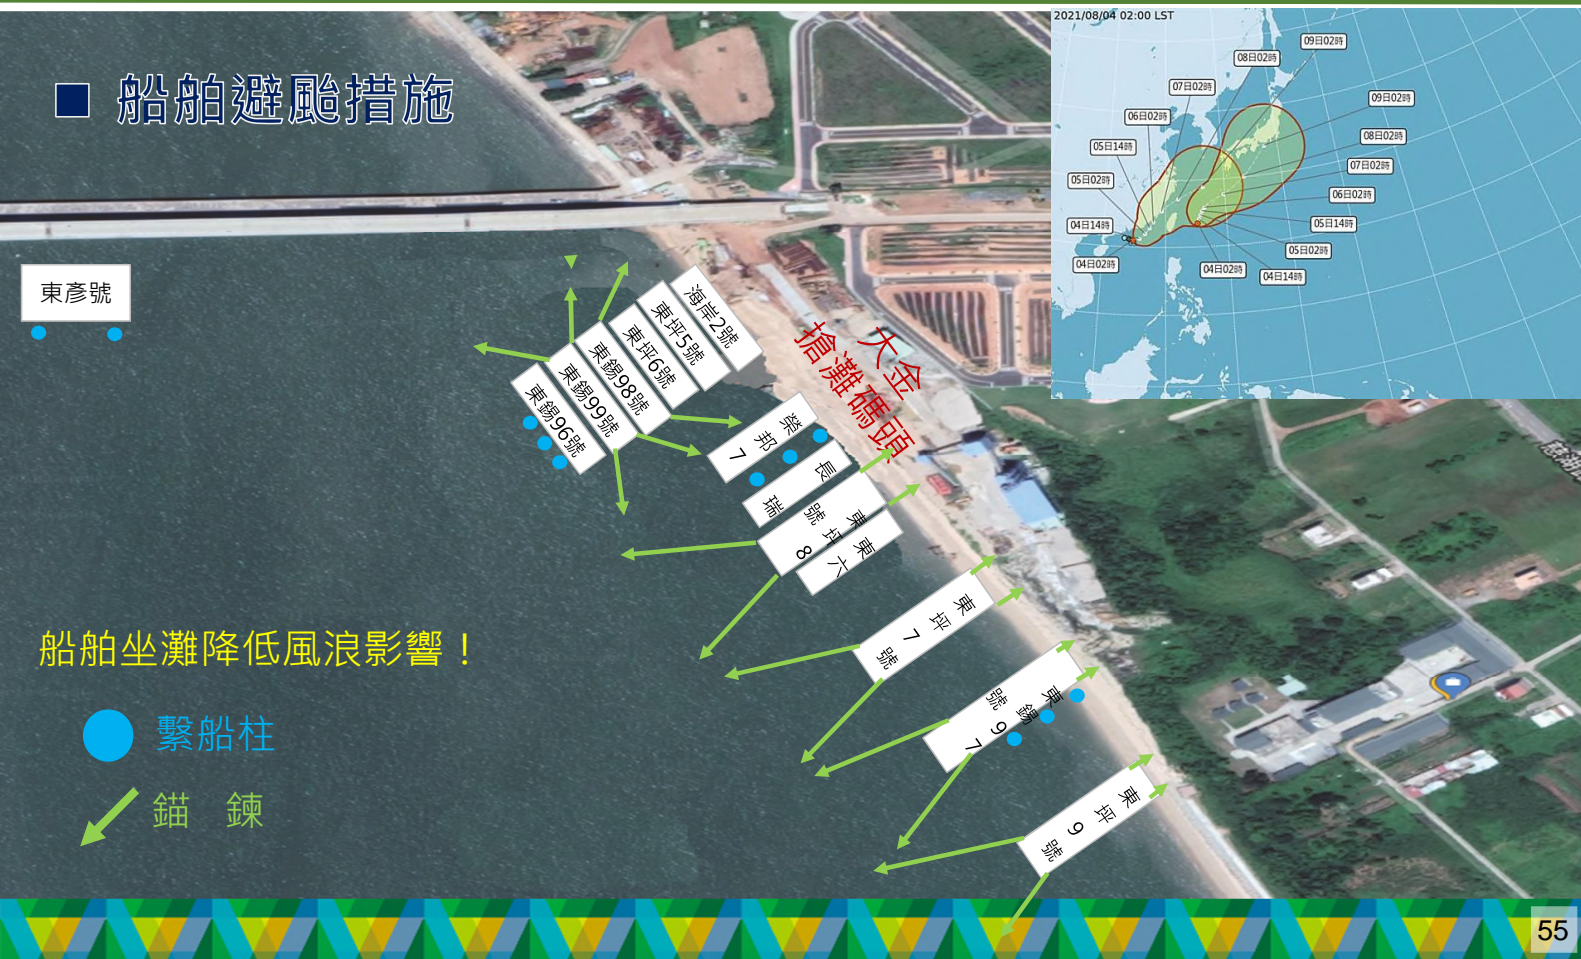 ■ 船舶避颱措施
2021/08/04 02:00 LST
09日02時
08日02時
07日02時
09日02時
06日02時
08日02時
05日14時
07日02時
05日02時
06日02時
04日14時
05日14時
05日02時
04日02時
04日02時
04日14時
東彥號
海岸2號
東坪5號
東坪6號
東錫98號
東錫99號
東錫96號
大金
搶灘碼頭
榮邦7
長瑞
東坪8號
東六
東坪7號
東錫97號
東坪9號
慈湖
船舶坐灘降低風浪影響！
繫船柱
錨 鍊
55